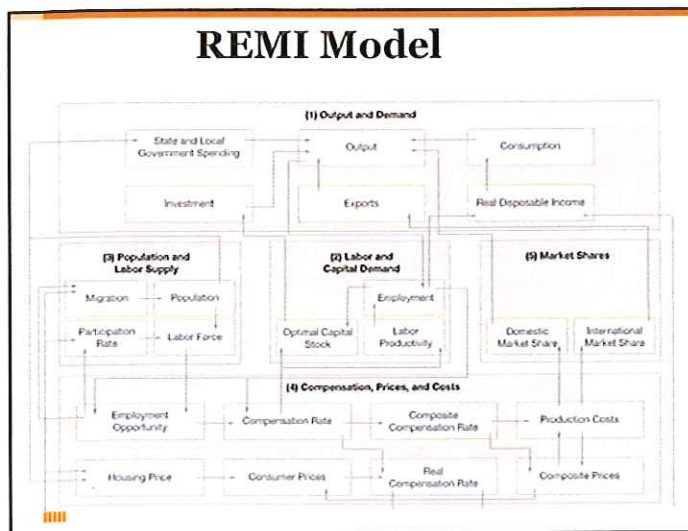 REMI Model
(1) Output and Demand
State and Local
Government Spending
Output
Consumption
Investment
Exports
Real Disposable Income
(3) Population and
Labor Supply
Migration
Population
Participation
Rate
Labor Force
(2) Labor and
Capital Demand
Employment
Optimal Capital
Stock
Labor
Productivity
(5) Market Shares
Domestic
Market Share
International
Market Share
(4) Compensation, Prices, and Costs
Employment
Opportunity
Compensation Rate
Composite
Compensation Rate
Production Costs
Housing Price
Consumer Prices
Real
Compensation Rate
Composite Prices